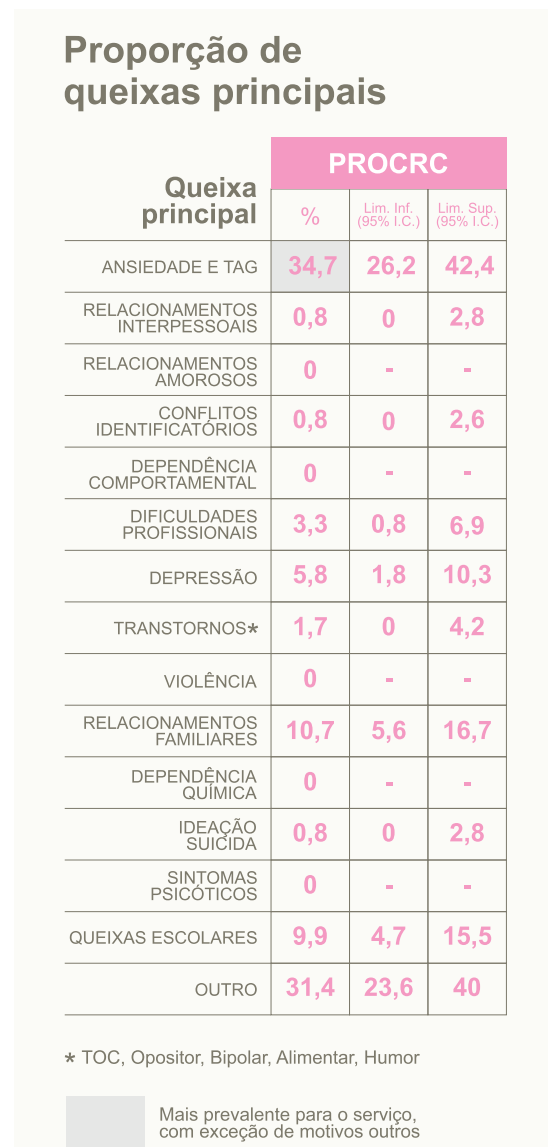 Proporção de
queixas principais
PROCRC
Queixa
principal
%
Lim. Inf.
(95% I.C.)
Lim. Sup.
(95% I.C.)
ANSIEDADE E TAG 34,7 26,2 42,4
RELACIONAMENTOS
INTERPESSOAIS 0,8 0 2,8
RELACIONAMENTOS
AMOROSOS 0 - -
CONFLITOS
IDENTIFICATÓRIOS 0,8 0 2,6
DEPENDÊNCIA
COMPORTAMENTAL 0 - -
DIFICULDADES
PROFISSIONAIS 3,3 0,8 6,9
DEPRESSÃO 5,8 1,8 10,3
TRANSTORNOS* 1,7 0 4,2
VIOLÊNCIA 0 - -
RELACIONAMENTOS
FAMILIARES 10,7 5,6 16,7
DEPENDÊNCIA
QUÍMICA 0 - -
IDEAÇÃO
SUICIDA 0,8 0 2,8
SINTOMAS
PSICÓTICOS 0 - -
QUEIXAS ESCOLARES 9,9 4,7 15,5
OUTRO 31,4 23,6 40
* TOC, Opositor, Bipolar, Alimentar, Humor
Mais prevalente para o serviço,
com exceção de motivos outros